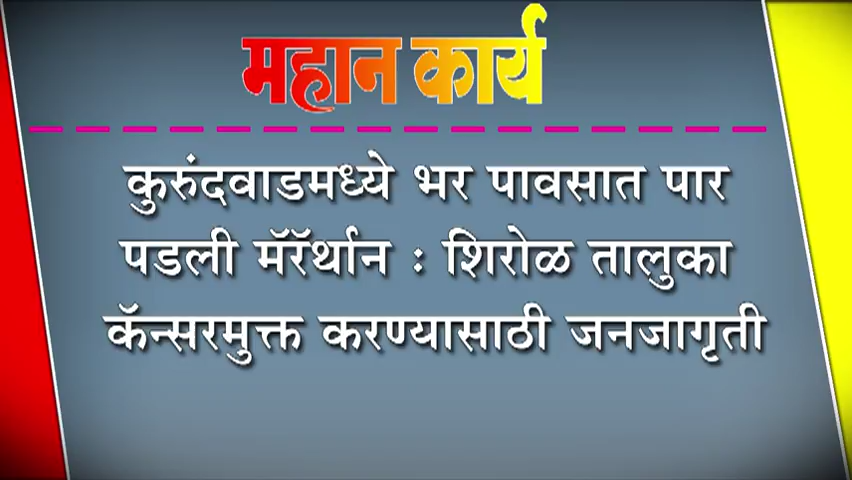 महान कार्य
कुरुंदवाडमध्ये भर पावसात पार
पडली मॅरॅर्थान : शिरोळ तालुका
कॅन्सरमुक्त करण्यासाठी जनजागृती